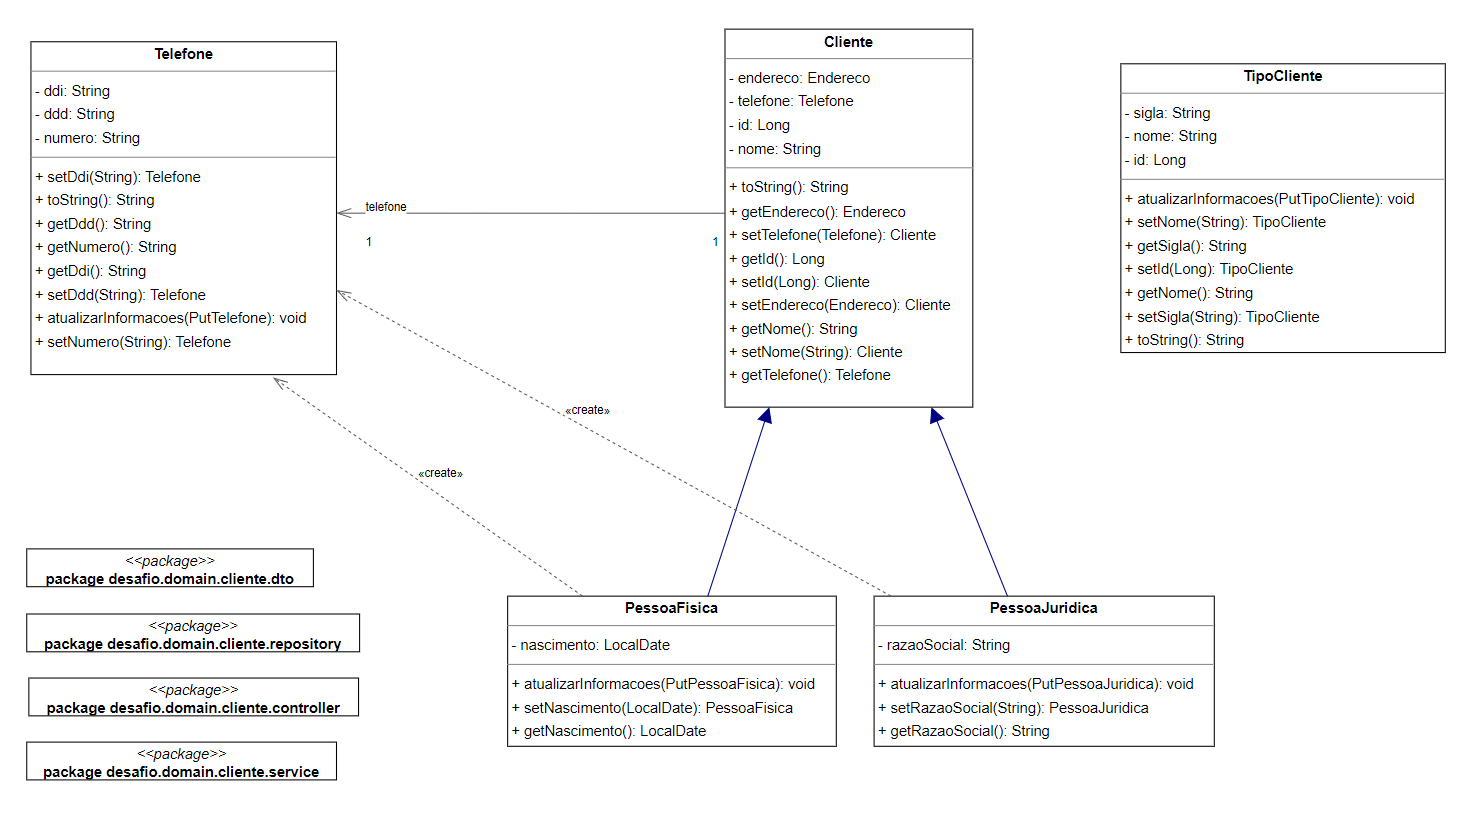 Telefone
- ddi: String
- ddd: String
- numero: String
+ setDdi(String): Telefone
+ toString(): String
+ getDdd(): String
+ getNumero(): String
+ getDdi(): String
+ setDdd(String): Telefone
+ atualizarInformacoes(PutTelefone): void
+ setNumero(String): Telefone
telefone
1
1
Cliente
- endereco: Endereco
- telefone: Telefone
- id: Long
- nome: String
+ toString(): String
+ getEndereco(): Endereco
+ setTelefone(Telefone): Cliente
+ getId(): Long
+ setId(Long): Cliente
+ setEndereco(Endereco): Cliente
+ getNome(): String
+ setNome(String): Cliente
+ getTelefone(): Telefone
TipoCliente
- sigla: String
- nome: String
- id: Long
+ atualizarInformacoes(PutTipoCliente): void
+ setNome(String): TipoCliente
+ getSigla(): String
+ setId(Long): TipoCliente
+ getNome(): String
+ setSigla(String): TipoCliente
+ toString(): String
«create»
«create»
<<package>>
package desafio.domain.cliente.dto
<<package>>
package desafio.domain.cliente.repository
<<package>>
package desafio.domain.cliente.controller
<<package>>
package desafio.domain.cliente.service
PessoaFisica
- nascimento: LocalDate
+ atualizarInformacoes(PutPessoaFisica): void
+ setNascimento(LocalDate): PessoaFisica
+ getNascimento(): LocalDate
PessoaJuridica
- razaoSocial: String
+ atualizarInformacoes(PutPessoaJuridica): void
+ setRazaoSocial(String): PessoaJuridica
+ getRazaoSocial(): String